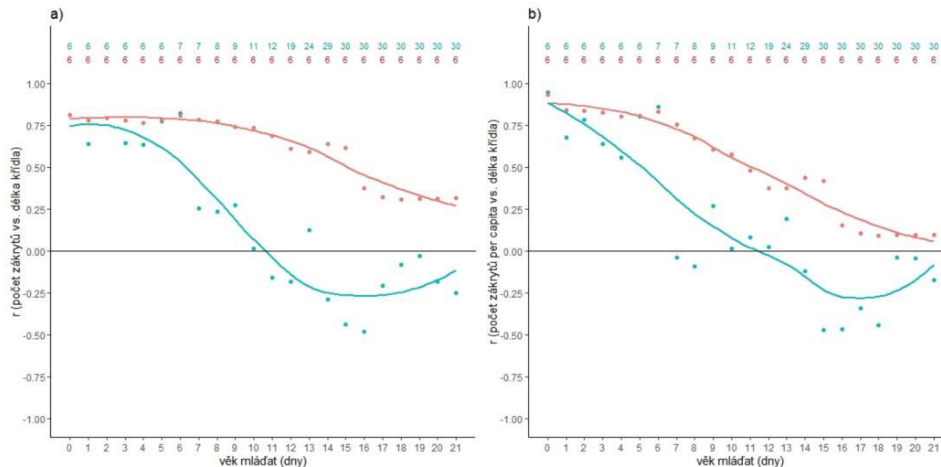 a)
6 6 6 6 6 6 7 7 8 9 11 12 19 24 29 30 30 30 30 30 30 30
6 6 6 6 6 6 6 6 6 6 6 6 6 6 6 6 6 6 6 6 6 6
1.00
0.75
0.50
0.25
0.00
-0.25
-0.50
-0.75
-1.00
r (počet zákrytů vs. délka křídla)
0 1 2 3 4 5 6 7 8 9 10 11 12 13 14 15 16 17 18 19 20 21
věk mláďat (dny)
b)
6 6 6 6 6 6 7 7 8 9 11 12 19 24 29 30 30 30 30 30 30 30
6 6 6 6 6 6 6 6 6 6 6 6 6 6 6 6 6 6 6 6 6 6
1.00
0.75
0.50
0.25
0.00
-0.25
-0.50
-0.75
-1.00
r (počet zákrytů per capita vs. délka křídla)
0 1 2 3 4 5 6 7 8 9 10 11 12 13 14 15 16 17 18 19 20 21
věk mláďat (dny)